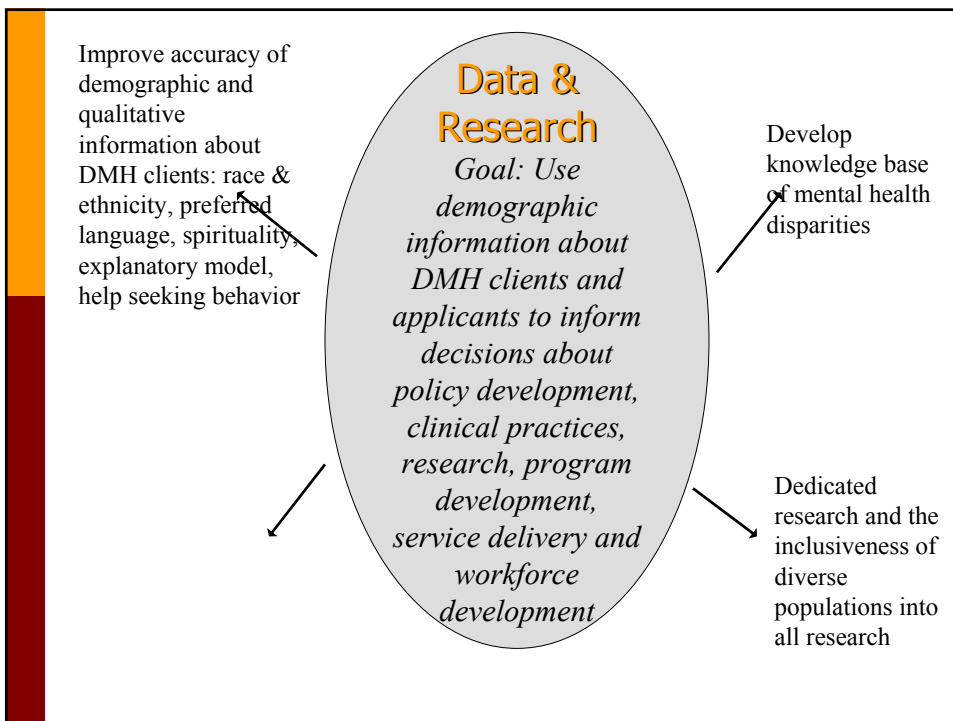 Improve accuracy of
demographic and
qualitative
information about
DMH clients: race &
ethnicity, preferred
language, spirituality,
explanatory model,
help seeking behavior
Data &
Research
Goal: Use
demographic
information about
DMH clients and
applicants to inform
decisions about
policy development,
clinical practices,
research, program
development,
service delivery and
workforce
development
Develop
knowledge base
of mental health
disparities
Dedicated
research and the
inclusiveness of
diverse
populations into
all research